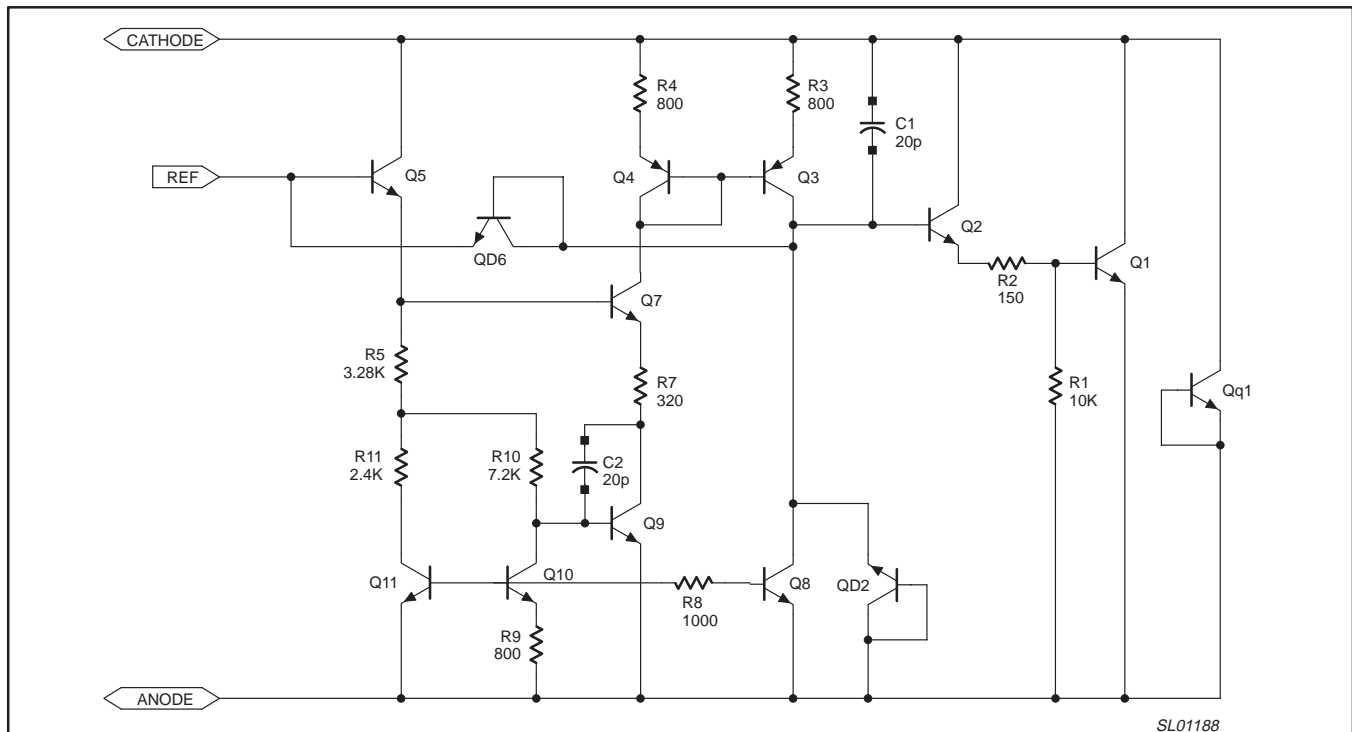 CATHODE
R4
800
R3
800
C1
20p
REF
Q5
Q4
Q3
Q2
QD6
Q1
R2
150
Q7
R5
3.28K
R7
320
R1
10K
Qq1
R11
2.4K
R10
7.2K
C2
20p
Q9
Q11
Q10
R8
1000
Q8
QD2
R9
800
ANODE
SL01188